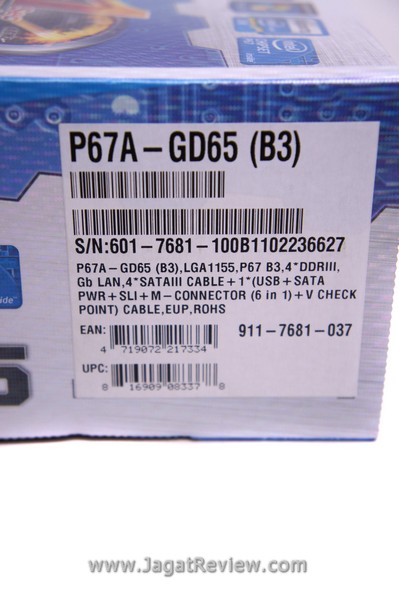 P67A-GD65 (B3)
S/N:601-7681-100B1102236627
P67A-GD65 (B3),LGA1155,P67 B3,4*DDRIII,
Gb LAN,4*SATAIII CABLE+1*(USB+SATA
PWR+SLI+M-CONNECTOR (6 in 1)+V CHECK
POINT) CABLE,EUP,ROHS
EAN: 4 719072 217334 911-7681-037
UPC: 8 16909 08337 8
5
www.JagatReview.com